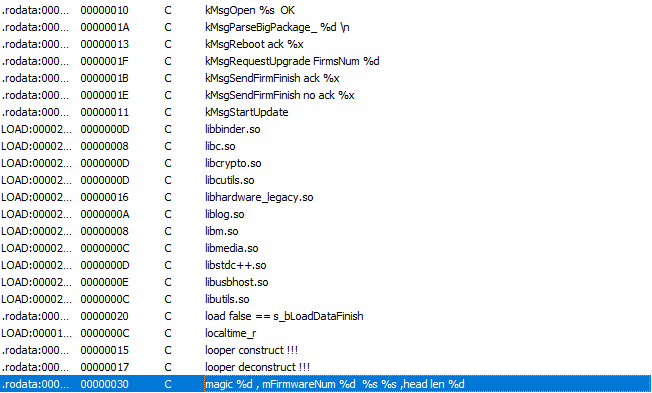 .rodata:000... 00000010 C kMsgOpen %s  OK
.rodata:000... 0000001A C kMsgParseBigPackage_ %d \n
.rodata:000... 00000013 C kMsgReboot ack %x
.rodata:000... 0000001F C kMsgRequestUpgrade FirmsNum %d
.rodata:000... 0000001B C kMsgSendFirmFinish ack %x
.rodata:000... 0000001E C kMsgSendFirmFinish no ack %x
.rodata:000... 00000011 C kMsgStartUpdate
LOAD:00002... 0000000D C libbinder.so
LOAD:00002... 00000008 C libc.so
LOAD:00002... 0000000D C libcrypto.so
LOAD:00002... 0000000D C libcutils.so
LOAD:00002... 00000016 C libhardware_legacy.so
LOAD:00002... 0000000A C liblog.so
LOAD:00002... 00000008 C libm.so
LOAD:00002... 0000000C C libmedia.so
LOAD:00002... 0000000D C libstdc++.so
LOAD:00002... 0000000E C libusbhost.so
LOAD:00002... 0000000C C libutils.so
.rodata:000... 00000020 C load false == s_bLoadDataFinish
LOAD:00001... 0000000C C localtime_r
.rodata:000... 00000015 C looper construct !!!
.rodata:000... 00000017 C looper deconstruct !!!
.rodata:000... 00000030 C magic %d , mFirmwareNum %d  %s %s ,head len %d